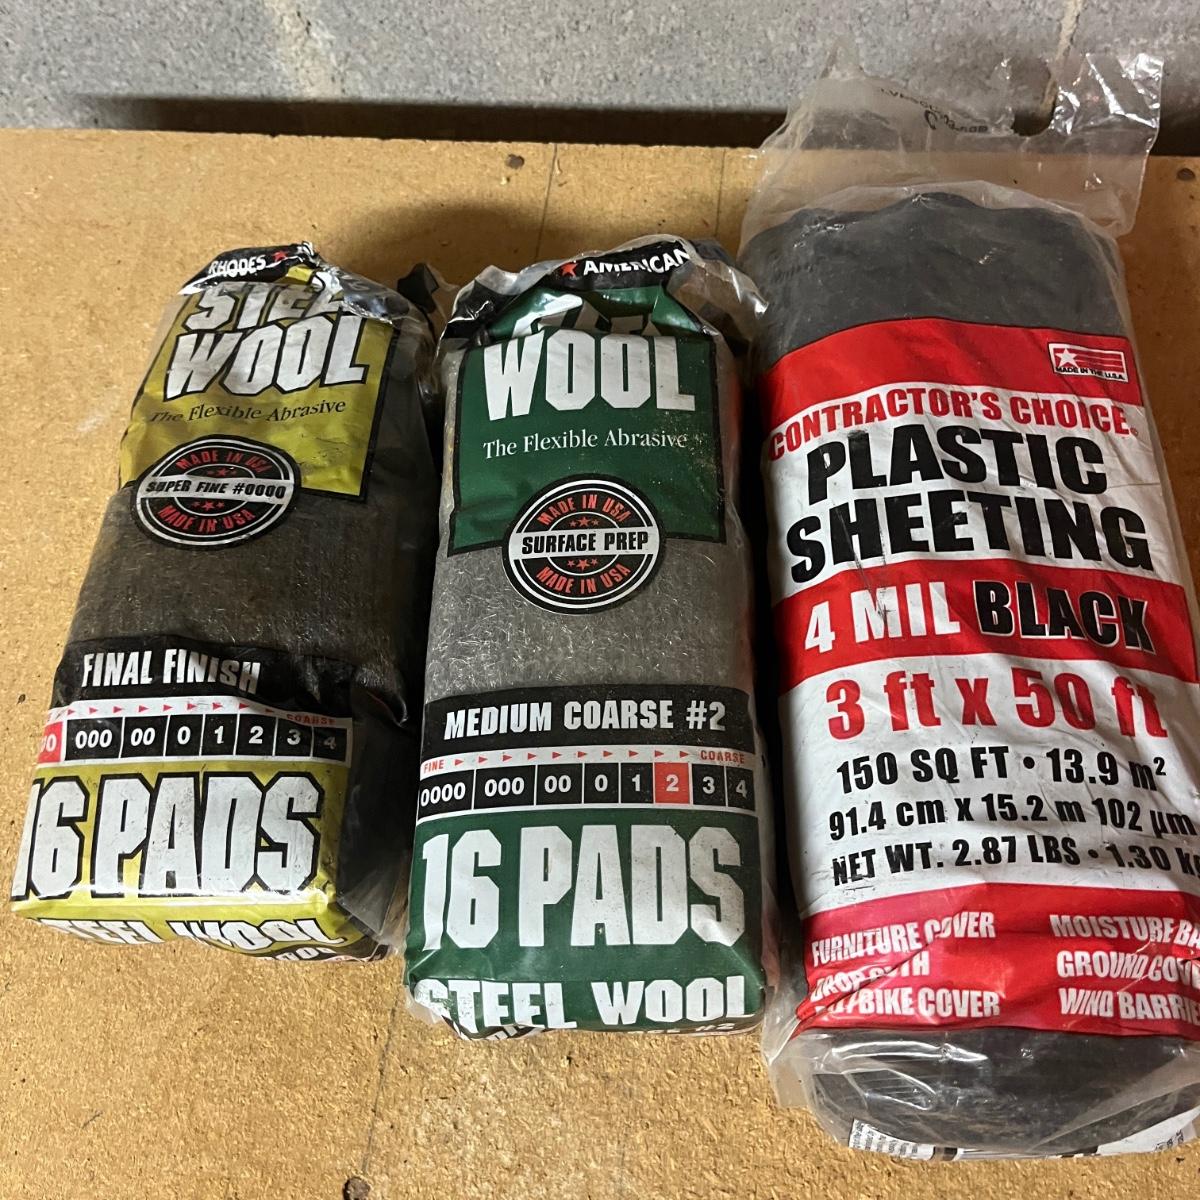 RHODES
STEEL
WOOL
The Flexible Abrasive
MADE IN USA
SUPER FINE #0000
MADE IN USA
FINAL FINISH
COARSE
000 00 0 1 2 3 4
16 PADS
STEEL WOOL
AMERICAN
WOOL
The Flexible Abrasive
MADE IN USA
SURFACE PREP
MADE IN USA
MEDIUM COARSE #2
FINE COARSE
0000 000 00 0 1 2 3 4
16 PADS
STEEL WOOL
#2
MADE IN THE U.S.A.
CONTRACTOR'S CHOICE®
PLASTIC
SHEETING
4 MIL BLACK
3 ft x 50 ft
150 SQ FT • 13.9 m²
91.4 cm x 15.2 m 102 µm
NET WT. 2.87 LBS • 1.30 k
FURNITURE COVER
DROP CLOTH
BIKE COVER
MOISTURE BA
GROUND COV
WIND BARRIE